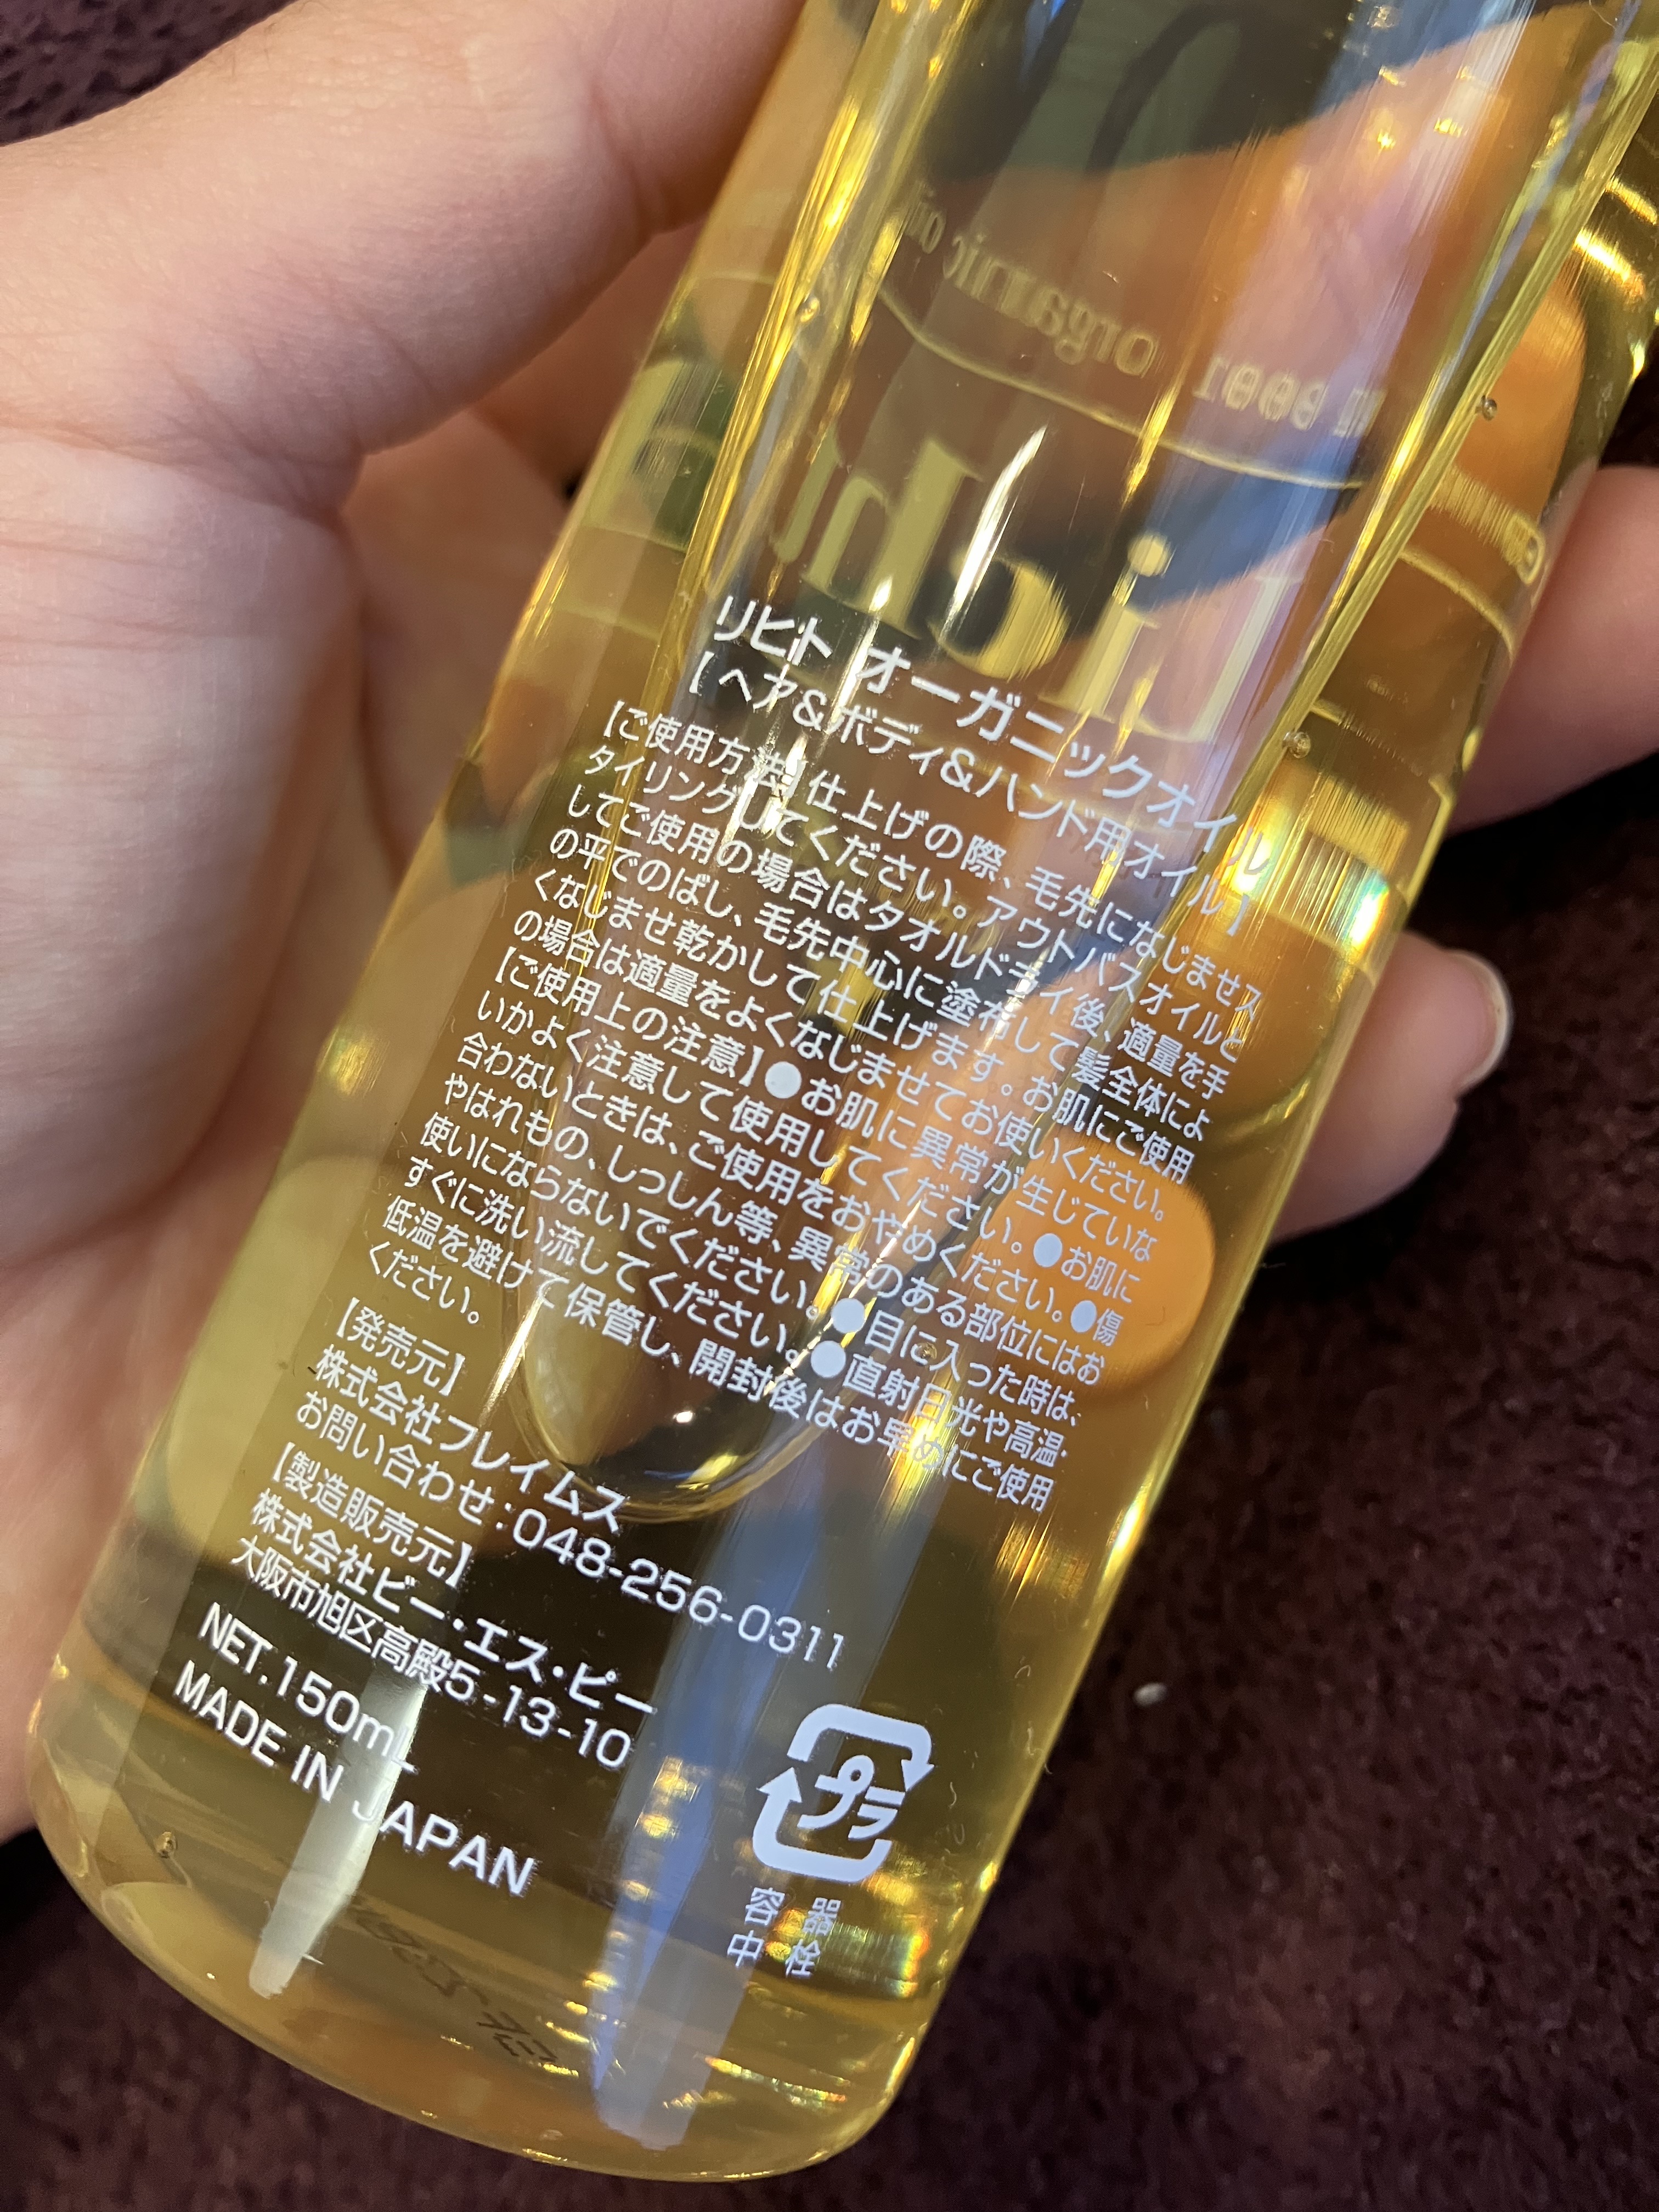 organic oil
Licht
リヒト オーガニックオイル
【ヘア&ボディ&ハンド用オイル】
【ご使用方法】仕上げの際、毛先になじませス
タイリングしてください。アウトバスオイルと
してご使用の場合はタオルドライ後、適量を手
の平でのばし、毛先中心に塗布して髪全体によ
くなじませ乾かして仕上げます。お肌にご使用
の場合は適量をよくなじませてお使いください。
【ご使用上の注意】●お肌に異常が生じていな
いかよく注意して使用してください。●お肌に
合わないときは、ご使用をおやめください。●傷
やはれもの、しっしん等、異常のある部位にはお
使いにならないでください。●目に入った時は、
すぐに洗い流してください。●直射日光や高温・
低温を避けて保管し、開封後はお早めにご使用
ください。
【発売元】
株式会社フレイムス
お問い合わせ:048-256-0311
【製造販売元】
株式会社ビー・エス・ピー
大阪市旭区高殿5-13-10
NET.150mL
MADE IN JAPAN
プラ
容器
中栓